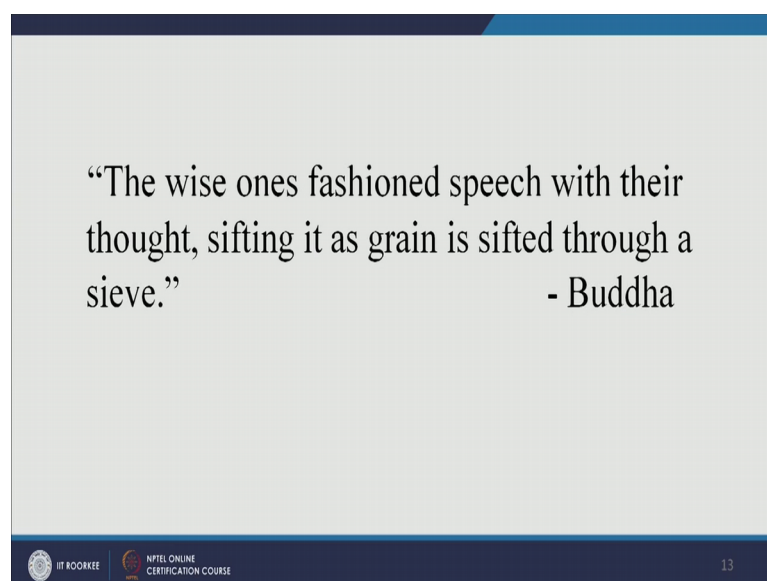 “The wise ones fashioned speech with their
thought, sifting it as grain is sifted through a
sieve.” - Buddha
IIT ROORKEE
NPTEL ONLINE
CERTIFICATION COURSE
13